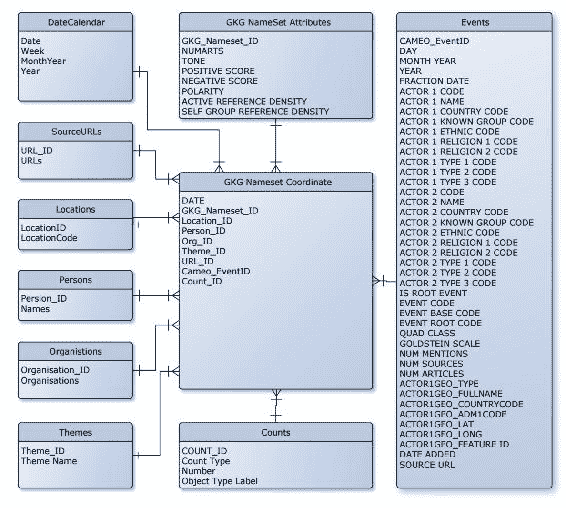 DateCalendar
Date
Week
MonthYear
Year
SourceURLs
URL_ID
URLs
Locations
LocationID
LocationCode
Persons
Persion_ID
Names
Organistions
Organisation_ID
Organisations
Themes
Theme_ID
Theme Name
GKG NameSet Attributes
GKG_Nameset_ID
NUMARTS
TONE
POSITIVE SCORE
NEGATIVE SCORE
POLARITY
ACTIVE REFERENCE DENSITY
SELF GROUP REFERENCE DENSITY
GKG Nameset Coordinate
DATE
GKG_Nameset_ID
Location_ID
Person_ID
Org_ID
Theme_ID
URL_ID
Cameo_EventID
Count_ID
Counts
COUNT_ID
Count Type
Number
Object Type Label
Events
CAMEO_EventID
DAY
MONTH YEAR
YEAR
FRACTION DATE
ACTOR 1 CODE
ACTOR 1 NAME
ACTOR 1 COUNTRY CODE
ACTOR 1 KNOWN GROUP CODE
ACTOR 1 ETHNIC CODE
ACTOR 1 RELIGION 1 CODE
ACTOR 1 RELIGION 2 CODE
ACTOR 1 TYPE 1 CODE
ACTOR 1 TYPE 2 CODE
ACTOR 1 TYPE 3 CODE
ACTOR 2 CODE
ACTOR 2 NAME
ACTOR 2 COUNTRY CODE
ACTOR 2 KNOWN GROUP CODE
ACTOR 2 ETHNIC CODE
ACTOR 2 RELIGION 1 CODE
ACTOR 2 RELIGION 2 CODE
ACTOR 2 TYPE 1 CODE
ACTOR 2 TYPE 2 CODE
ACTOR 2 TYPE 3 CODE
IS ROOT EVENT
EVENT CODE
EVENT BASE CODE
EVENT ROOT CODE
QUAD CLASS
GOLDSTEIN SCALE
NUM MENTIONS
NUM SOURCES
NUM ARTICLES
ACTOR1GEO_TYPE
ACTOR1GEO_FULLNAME
ACTOR1GEO_COUNTRYCODE
ACTOR1GEO_ADM1CODE
ACTOR1GEO_LAT
ACTOR1GEO_LONG
ACTOR1GEO_FEATURE ID
DATE ADDED
SOURCE URL